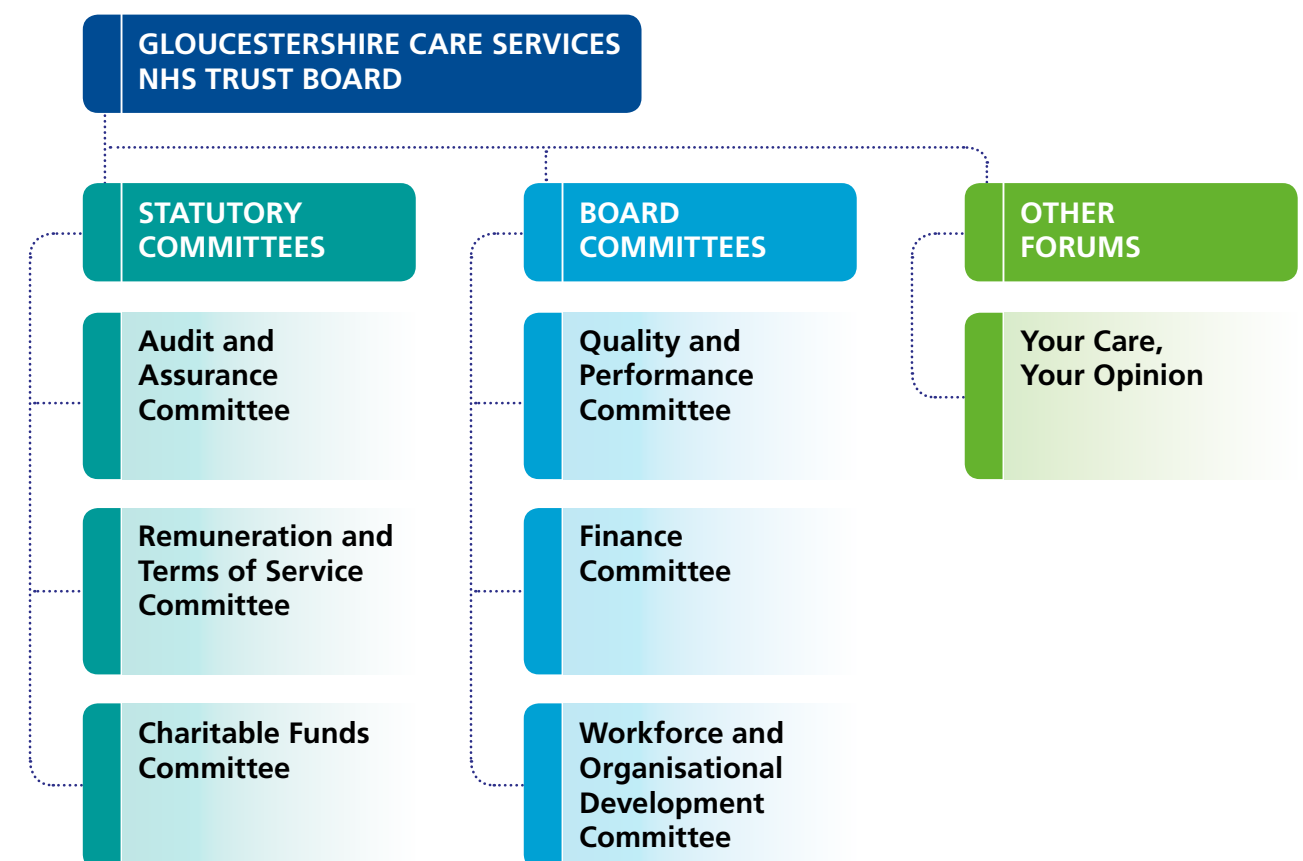 GLOUCESTERSHIRE CARE SERVICES
NHS TRUST BOARD
STATUTORY
COMMITTEES
Audit and
Assurance
Committee
Remuneration and
Terms of Service
Committee
Charitable Funds
Committee
BOARD
COMMITTEES
Quality and
Performance
Committee
Finance
Committee
Workforce and
Organisational
Development
Committee
OTHER
FORUMS
Your Care,
Your Opinion